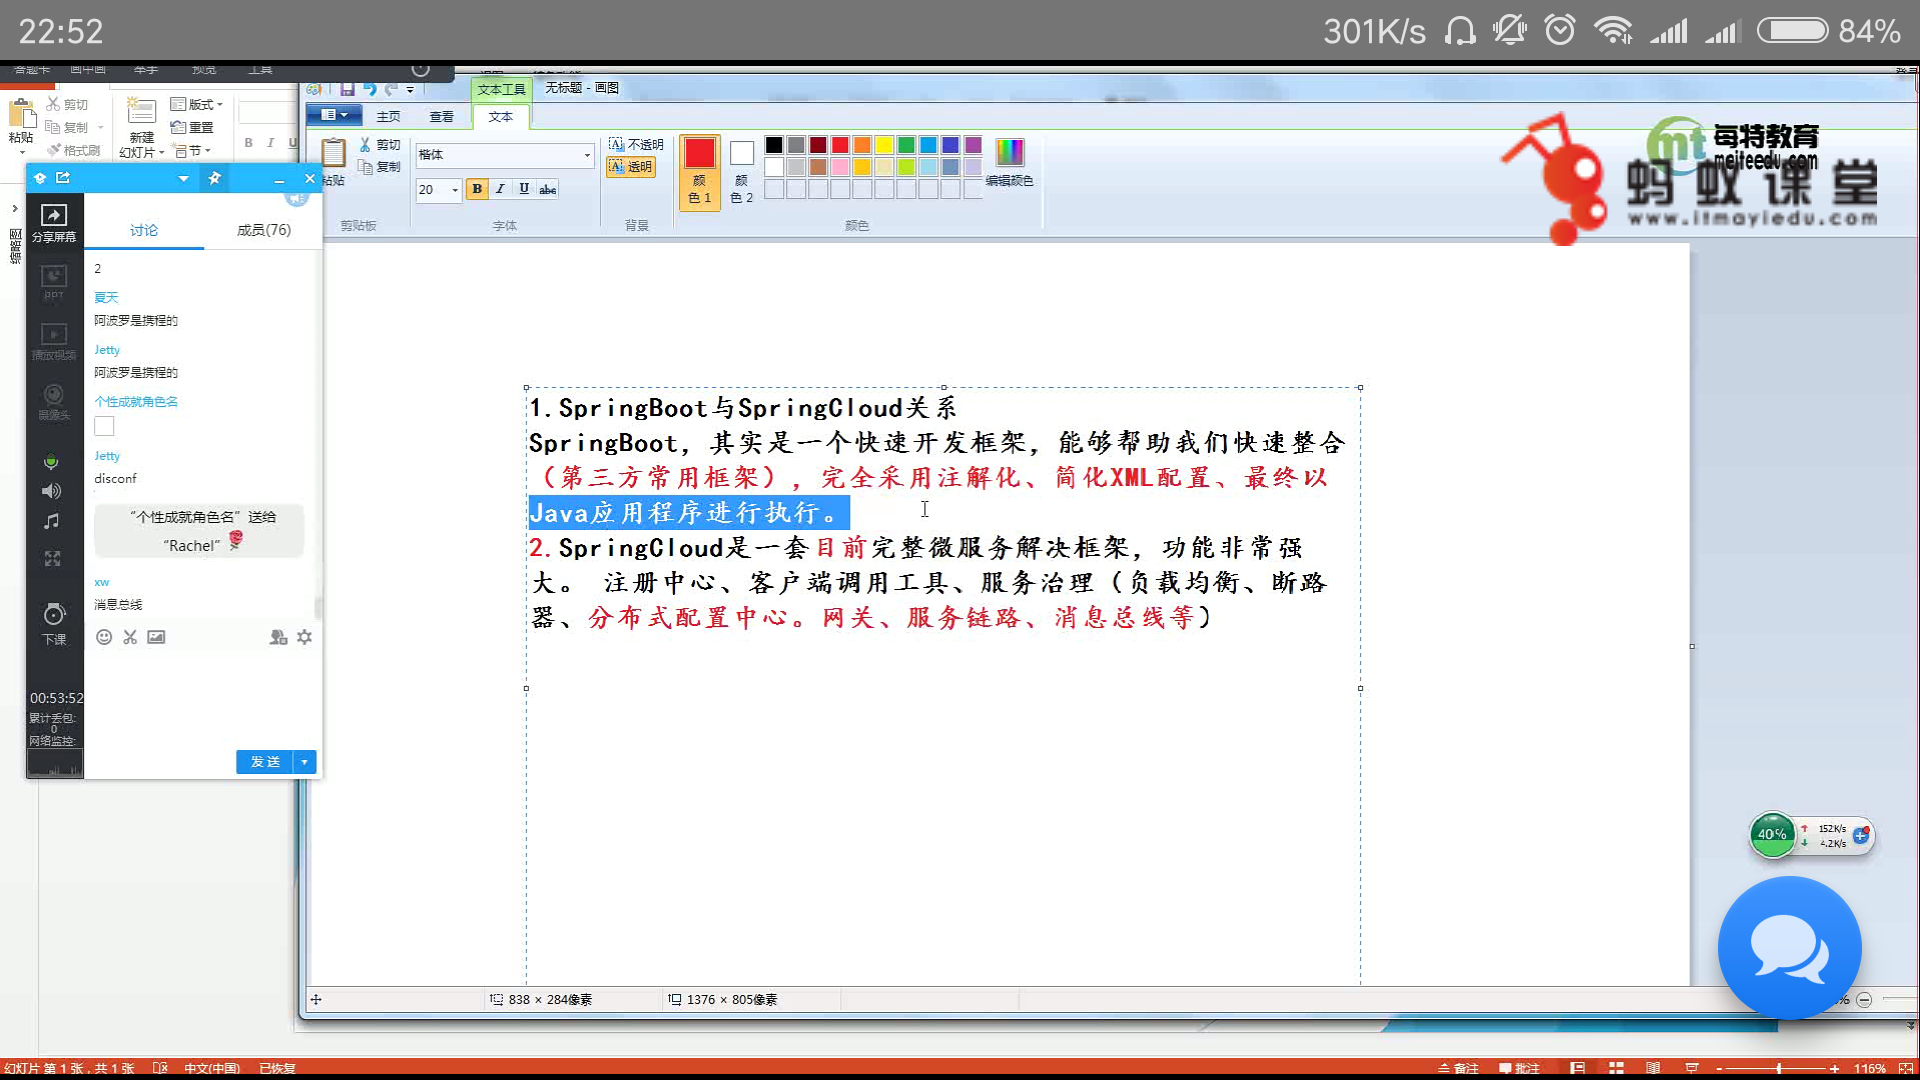 22:52
301K/s
84%
答题卡 画中画 举手 预览 工具
文本工具
无标题 - 画图
主页 查看 文本
粘贴
剪切
复制
格式刷
新建
幻灯片
版式
重置
节
B I U
粘贴
剪切
复制
剪贴板
楷体
20
B I U abc
字体
不透明
透明
背景
颜
色 1
颜
色 2
编辑颜色
颜色
mt 每特教育
meiteedu.com
蚂蚁课堂
www.itmayiedu.com
缩略图
分享屏幕
PPT
播放视频
摄像头
下课
00:53:52
累计丢包:
0
网络监控:
讨论
成员(76)
2
夏天
阿波罗是携程的
Jetty
阿波罗是携程的
个性成就角色名
Jetty
disconf
“个性成就角色名” 送给
“Rachel”
xw
消息总线
发送
1.SpringBoot与SpringCloud关系
SpringBoot，其实是一个快速开发框架，能够帮助我们快速整合
（第三方常用框架），完全采用注解化、简化XML配置、最终以
Java应用程序进行执行。
2.SpringCloud是一套目前完整微服务解决框架，功能非常强
大。 注册中心、客户端调用工具、服务治理（负载均衡、断路
器、分布式配置中心。网关、服务链路、消息总线等）
40%
152K/s
4.2K/s
838 × 284像素
1376 × 805像素
幻灯片 第 1 张，共 1 张
中文(中国)
已恢复
备注
批注
116%